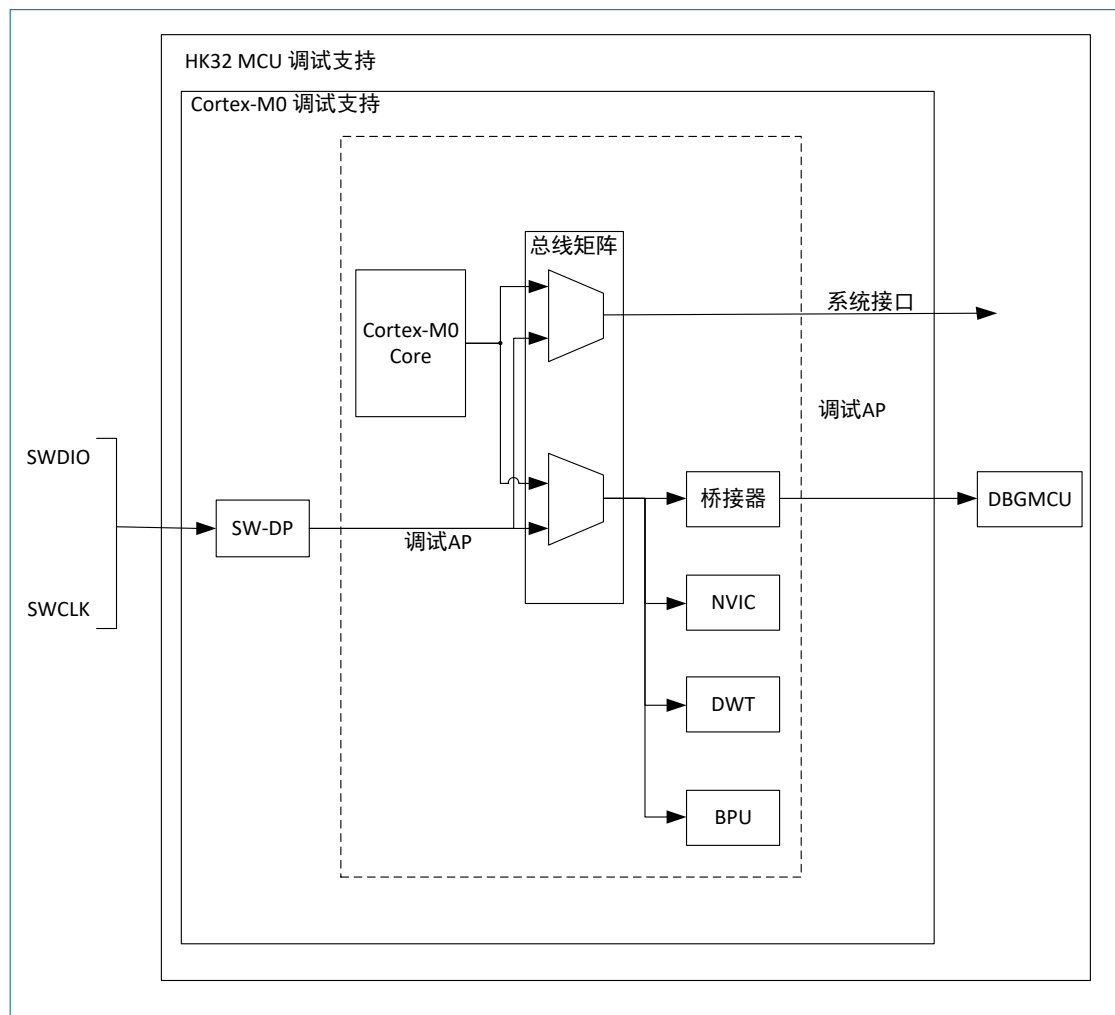 HK32 MCU 调试支持
Cortex-M0 调试支持
总线矩阵
Cortex-M0
Core
系统接口
调试AP
SWDIO
SW-DP
调试AP
桥接器
DBGMCU
SWCLK
NVIC
DWT
BPU